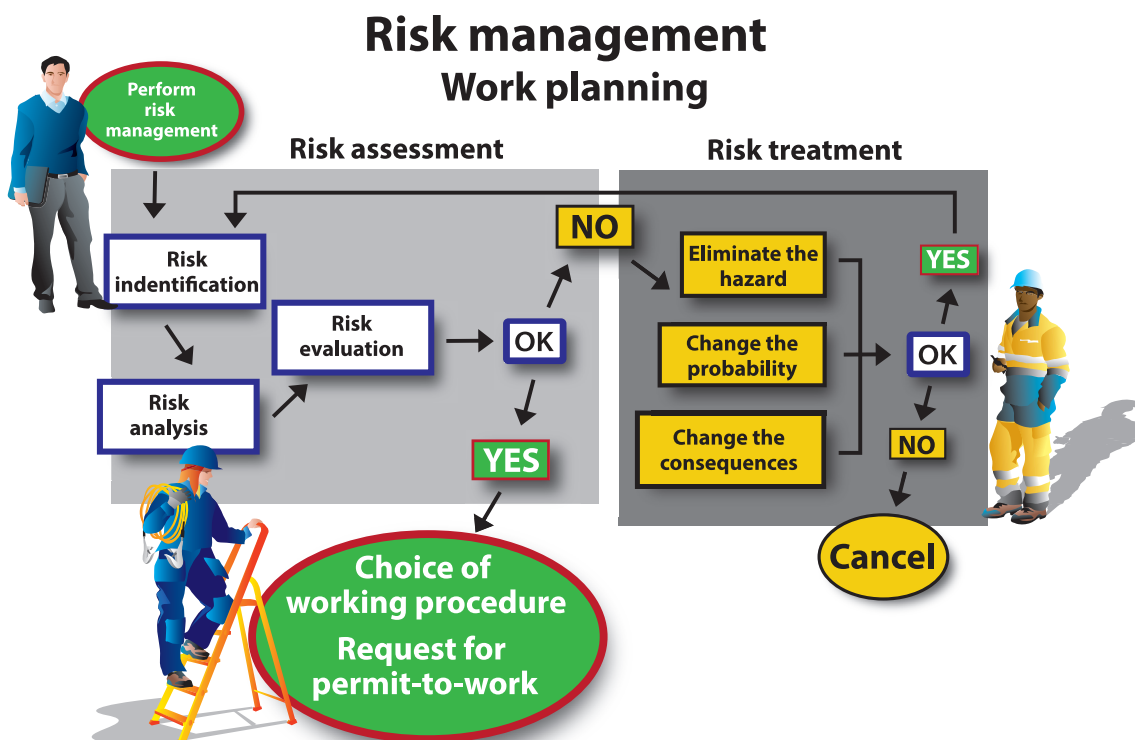 Risk management
Work planning
Perform
risk
management
Risk assessment
Risk treatment
NO
Risk
indentification
Eliminate the
hazard
YES
Risk
evaluation
OK
Change the
probability
OK
Risk
analysis
YES
Change the
consequences
NO
Choice of
working procedure
Request for
permit-to-work
Cancel